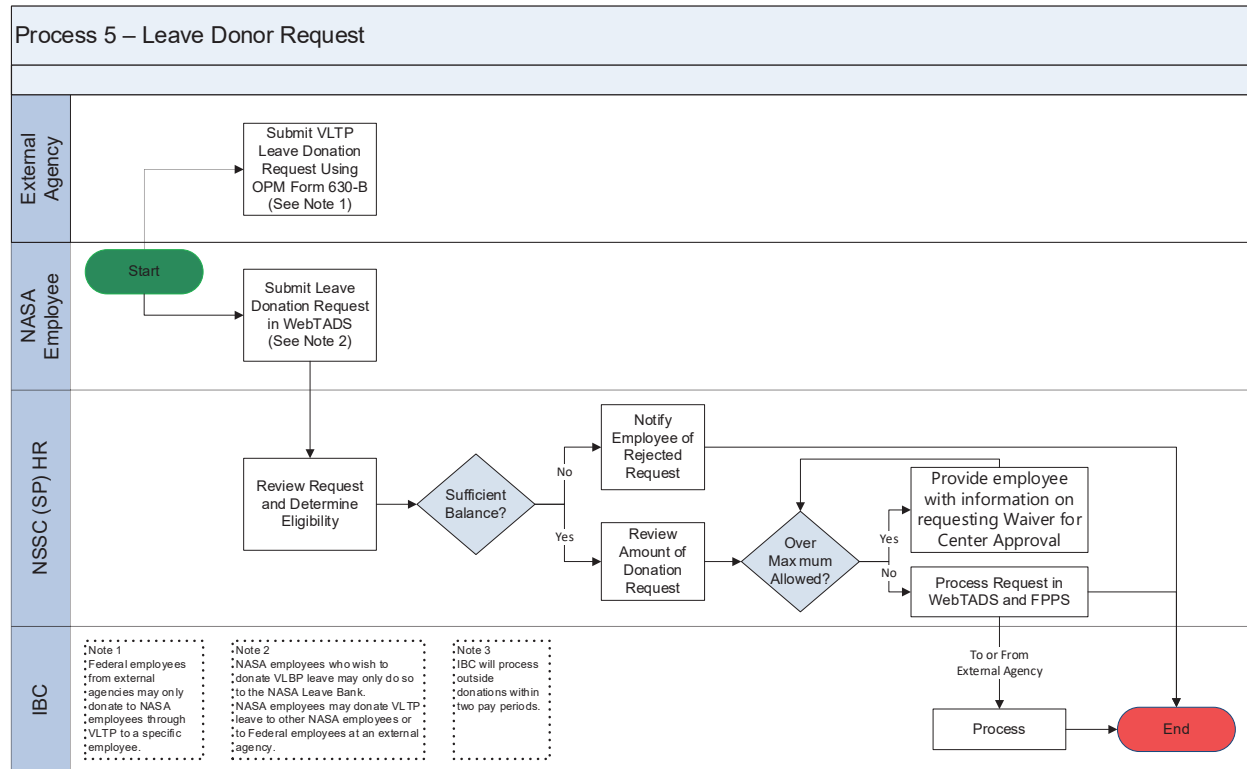 Process 5 – Leave Donor Request
External
Agency
Submit VLTP
Leave Donation
Request Using
OPM Form 630-B
(See Note 1)
NASA
Employee
Start
Submit Leave
Donation Request
in WebTADS
(See Note 2)
NSSC (SP) HR
Review Request
and Determine
Eligibility
Sufficient
Balance?
No
Yes
Notify
Employee of
Rejected
Request
Review
Amount of
Donation
Request
Over
Maximum
Allowed?
Yes
No
Provide employee
with information on
requesting Waiver for
Center Approval
Process Request in
WebTADS and FPPS
IBC
Note 1
Federal employees
from external
agencies may only
donate to NASA
employees through
VLTP to a specific
employee.
Note 2
NASA employees who wish to
donate VLBP leave may only do so
to the NASA Leave Bank.
NASA employees may donate VLTP
leave to other NASA employees or
to Federal employees at an external
agency.
Note 3
IBC will process
outside
donations within
two pay periods.
To or From
External Agency
Process
End